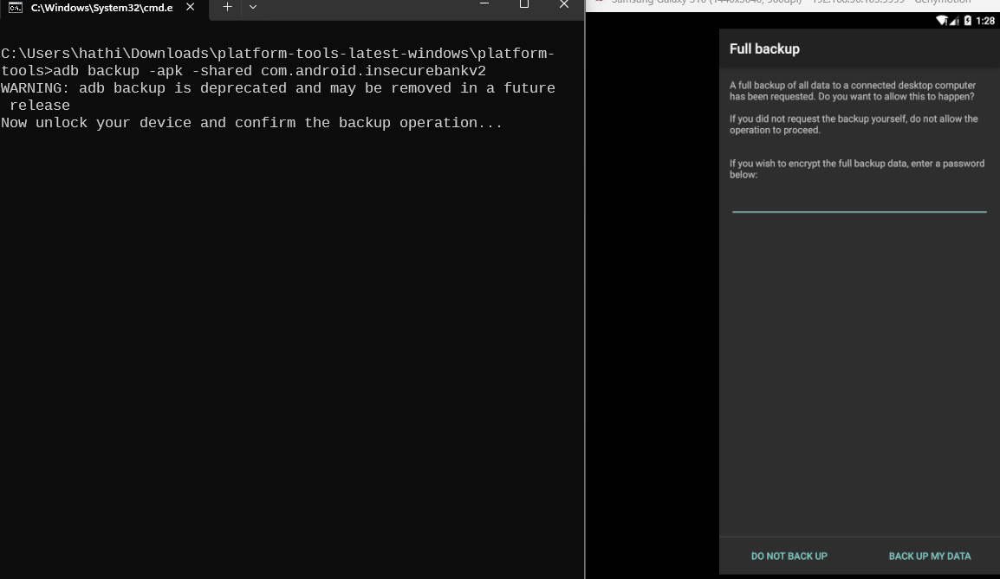 C:\Windows\System32\cmd.e
C:\Users\hathi\Downloads\platform-tools-latest-windows\platform-
tools>adb backup -apk -shared com.android.insecurebankv2
WARNING: adb backup is deprecated and may be removed in a future
release
Now unlock your device and confirm the backup operation...
1:28
Full backup
A full backup of all data to a connected desktop computer
has been requested. Do you want to allow this to happen?
If you did not request the backup yourself, do not allow the
operation to proceed.
If you wish to encrypt the full backup data, enter a password
below:
DO NOT BACK UP
BACK UP MY DATA